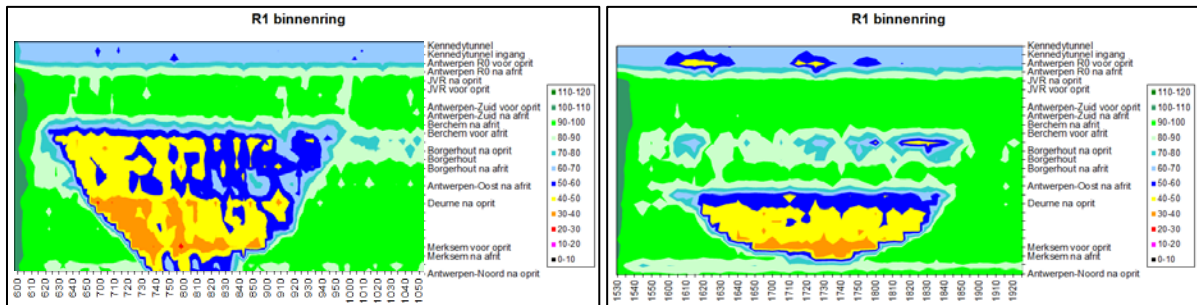 R1 binnenring
Kennedytunnel
Kennedytunnel ingang
Antwerpen R0 voor oprit
Antwerpen R0 na afrit
JVR na oprit
JVR voor oprit
Antwerpen-Zuid voor oprit
Antwerpen-Zuid na afrit
Berchem na afrit
Berchem voor afrit
Borgerhout na oprit
Borgerhout
Borgerhout na afrit
Antwerpen-Oost na afrit
Deurne na oprit
Merksem voor oprit
Merksem na afrit
Antwerpen-Noord na oprit
110-120
100-110
90-100
80-90
70-80
60-70
50-60
40-50
30-40
20-30
10-20
0-10
600 610 620 630 640 650 700 710 720 730 740 750 800 810 820 830 840 850 900 910 920 930 940 950 1000 1010 1020 1030 1040 1050
R1 binnenring
Kennedytunnel
Kennedytunnel ingang
Antwerpen R0 voor oprit
Antwerpen R0 na afrit
JVR na oprit
JVR voor oprit
Antwerpen-Zuid voor oprit
Antwerpen-Zuid na afrit
Berchem na afrit
Berchem voor afrit
Borgerhout na oprit
Borgerhout
Borgerhout na afrit
Antwerpen-Oost na afrit
Deurne na oprit
Merksem voor oprit
Merksem na afrit
Antwerpen-Noord na oprit
110-120
100-110
90-100
80-90
70-80
60-70
50-60
40-50
30-40
20-30
10-20
0-10
1530 1540 1550 1600 1610 1620 1630 1640 1650 1700 1710 1720 1730 1740 1750 1800 1810 1820 1830 1840 1850 1900 1910 1920